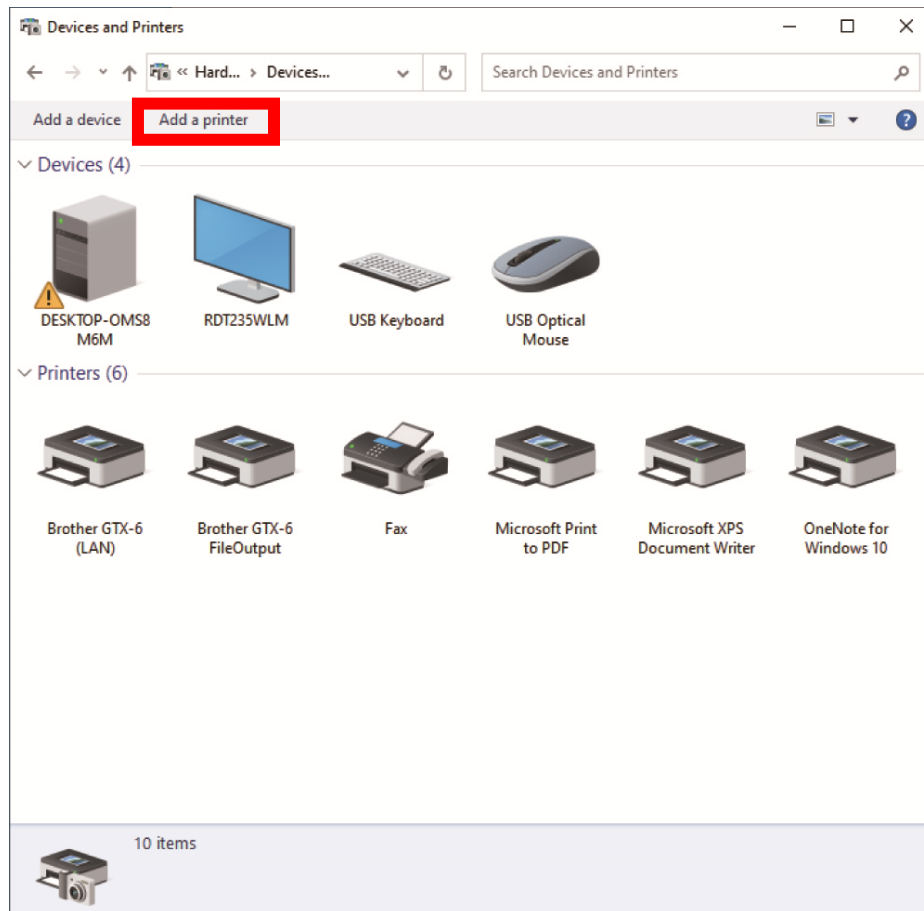 Devices and Printers
« Hard... > Devices...
Search Devices and Printers
Add a device
Add a printer
?
Devices (4)
DESKTOP-OMS8
M6M
RDT235WLM
USB Keyboard
USB Optical
Mouse
Printers (6)
Brother GTX-6
(LAN)
Brother GTX-6
FileOutput
Fax
Microsoft Print
to PDF
Microsoft XPS
Document Writer
OneNote for
Windows 10
10 items